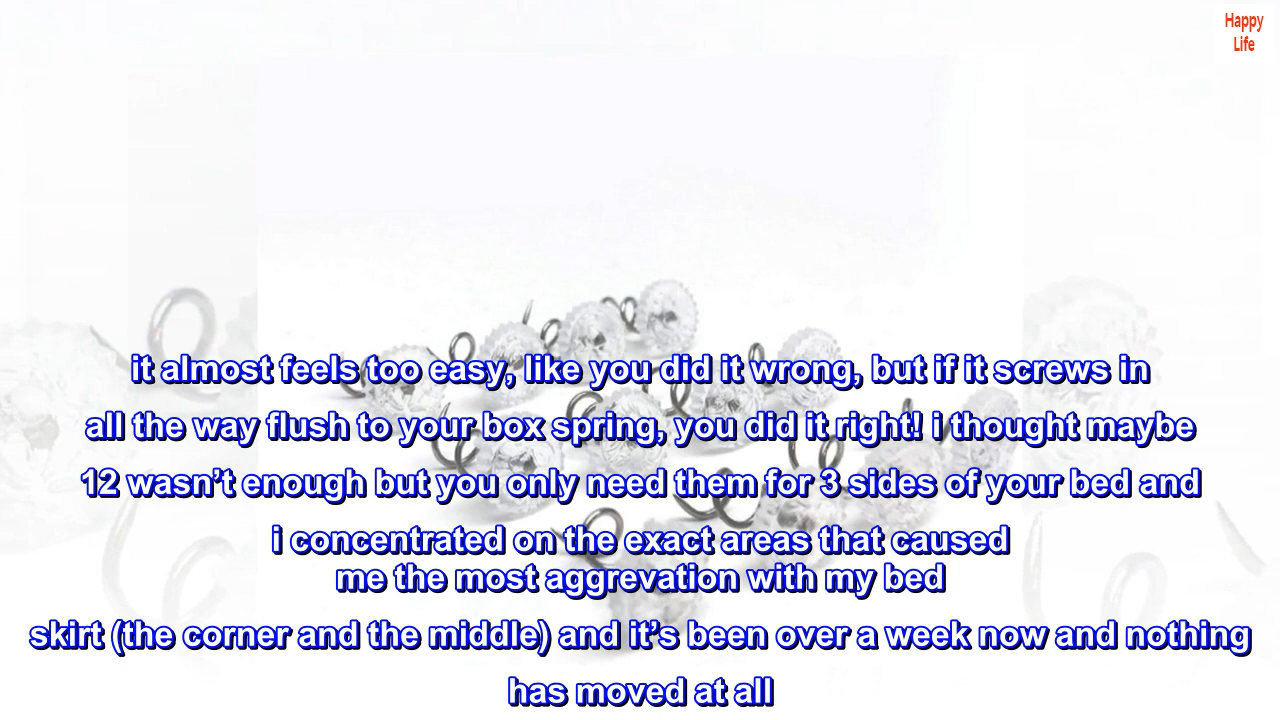 Happy
Life
it almost feels too easy, like you did it wrong, but if it screws in
all the way flush to your box spring, you did it right! i thought maybe
12 wasn’t enough but you only need them for 3 sides of your bed and
i concentrated on the exact areas that caused
me the most aggrevation with my bed
skirt (the corner and the middle) and it’s been over a week now and nothing
has moved at all